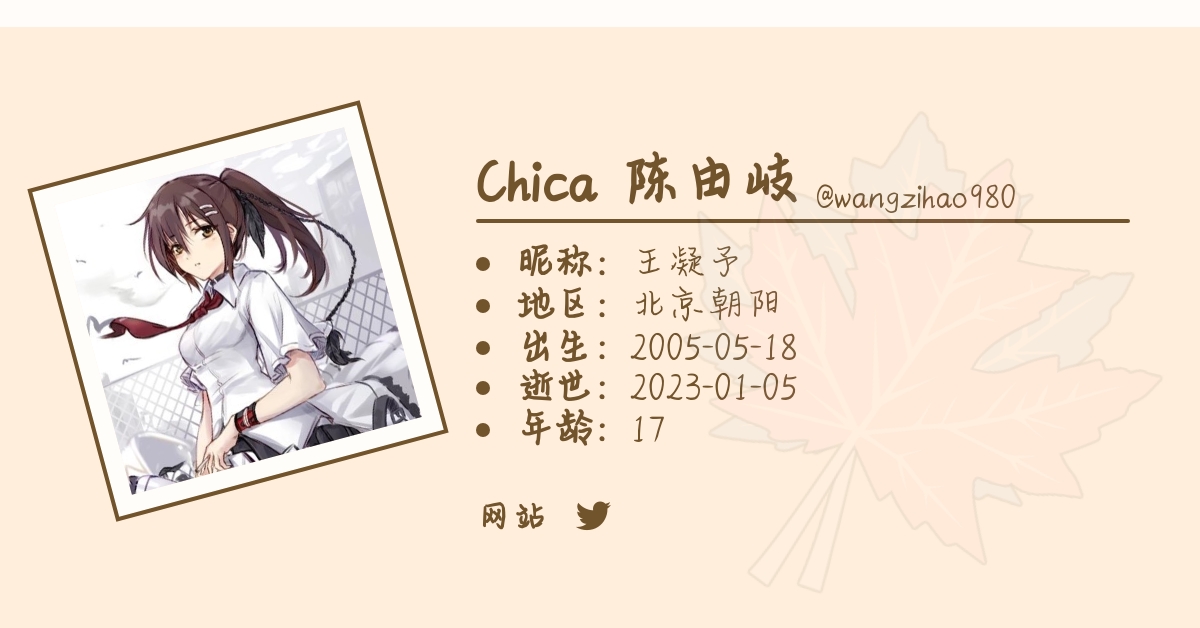 Chica 陈由岐 @wangzihao980
昵称：王凝予
地区：北京朝阳
出生：2005-05-18
逝世：2023-01-05
年龄：17
网站